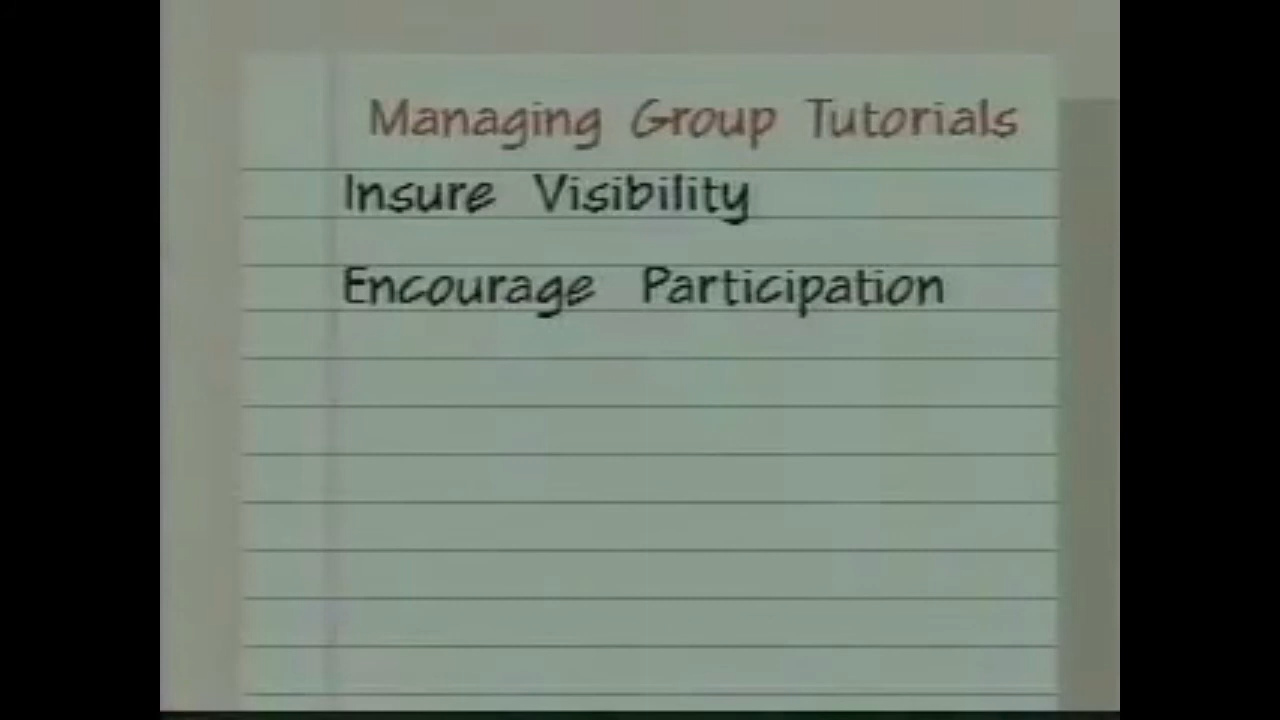 Managing Group Tutorials
Insure Visibility
Encourage Participation